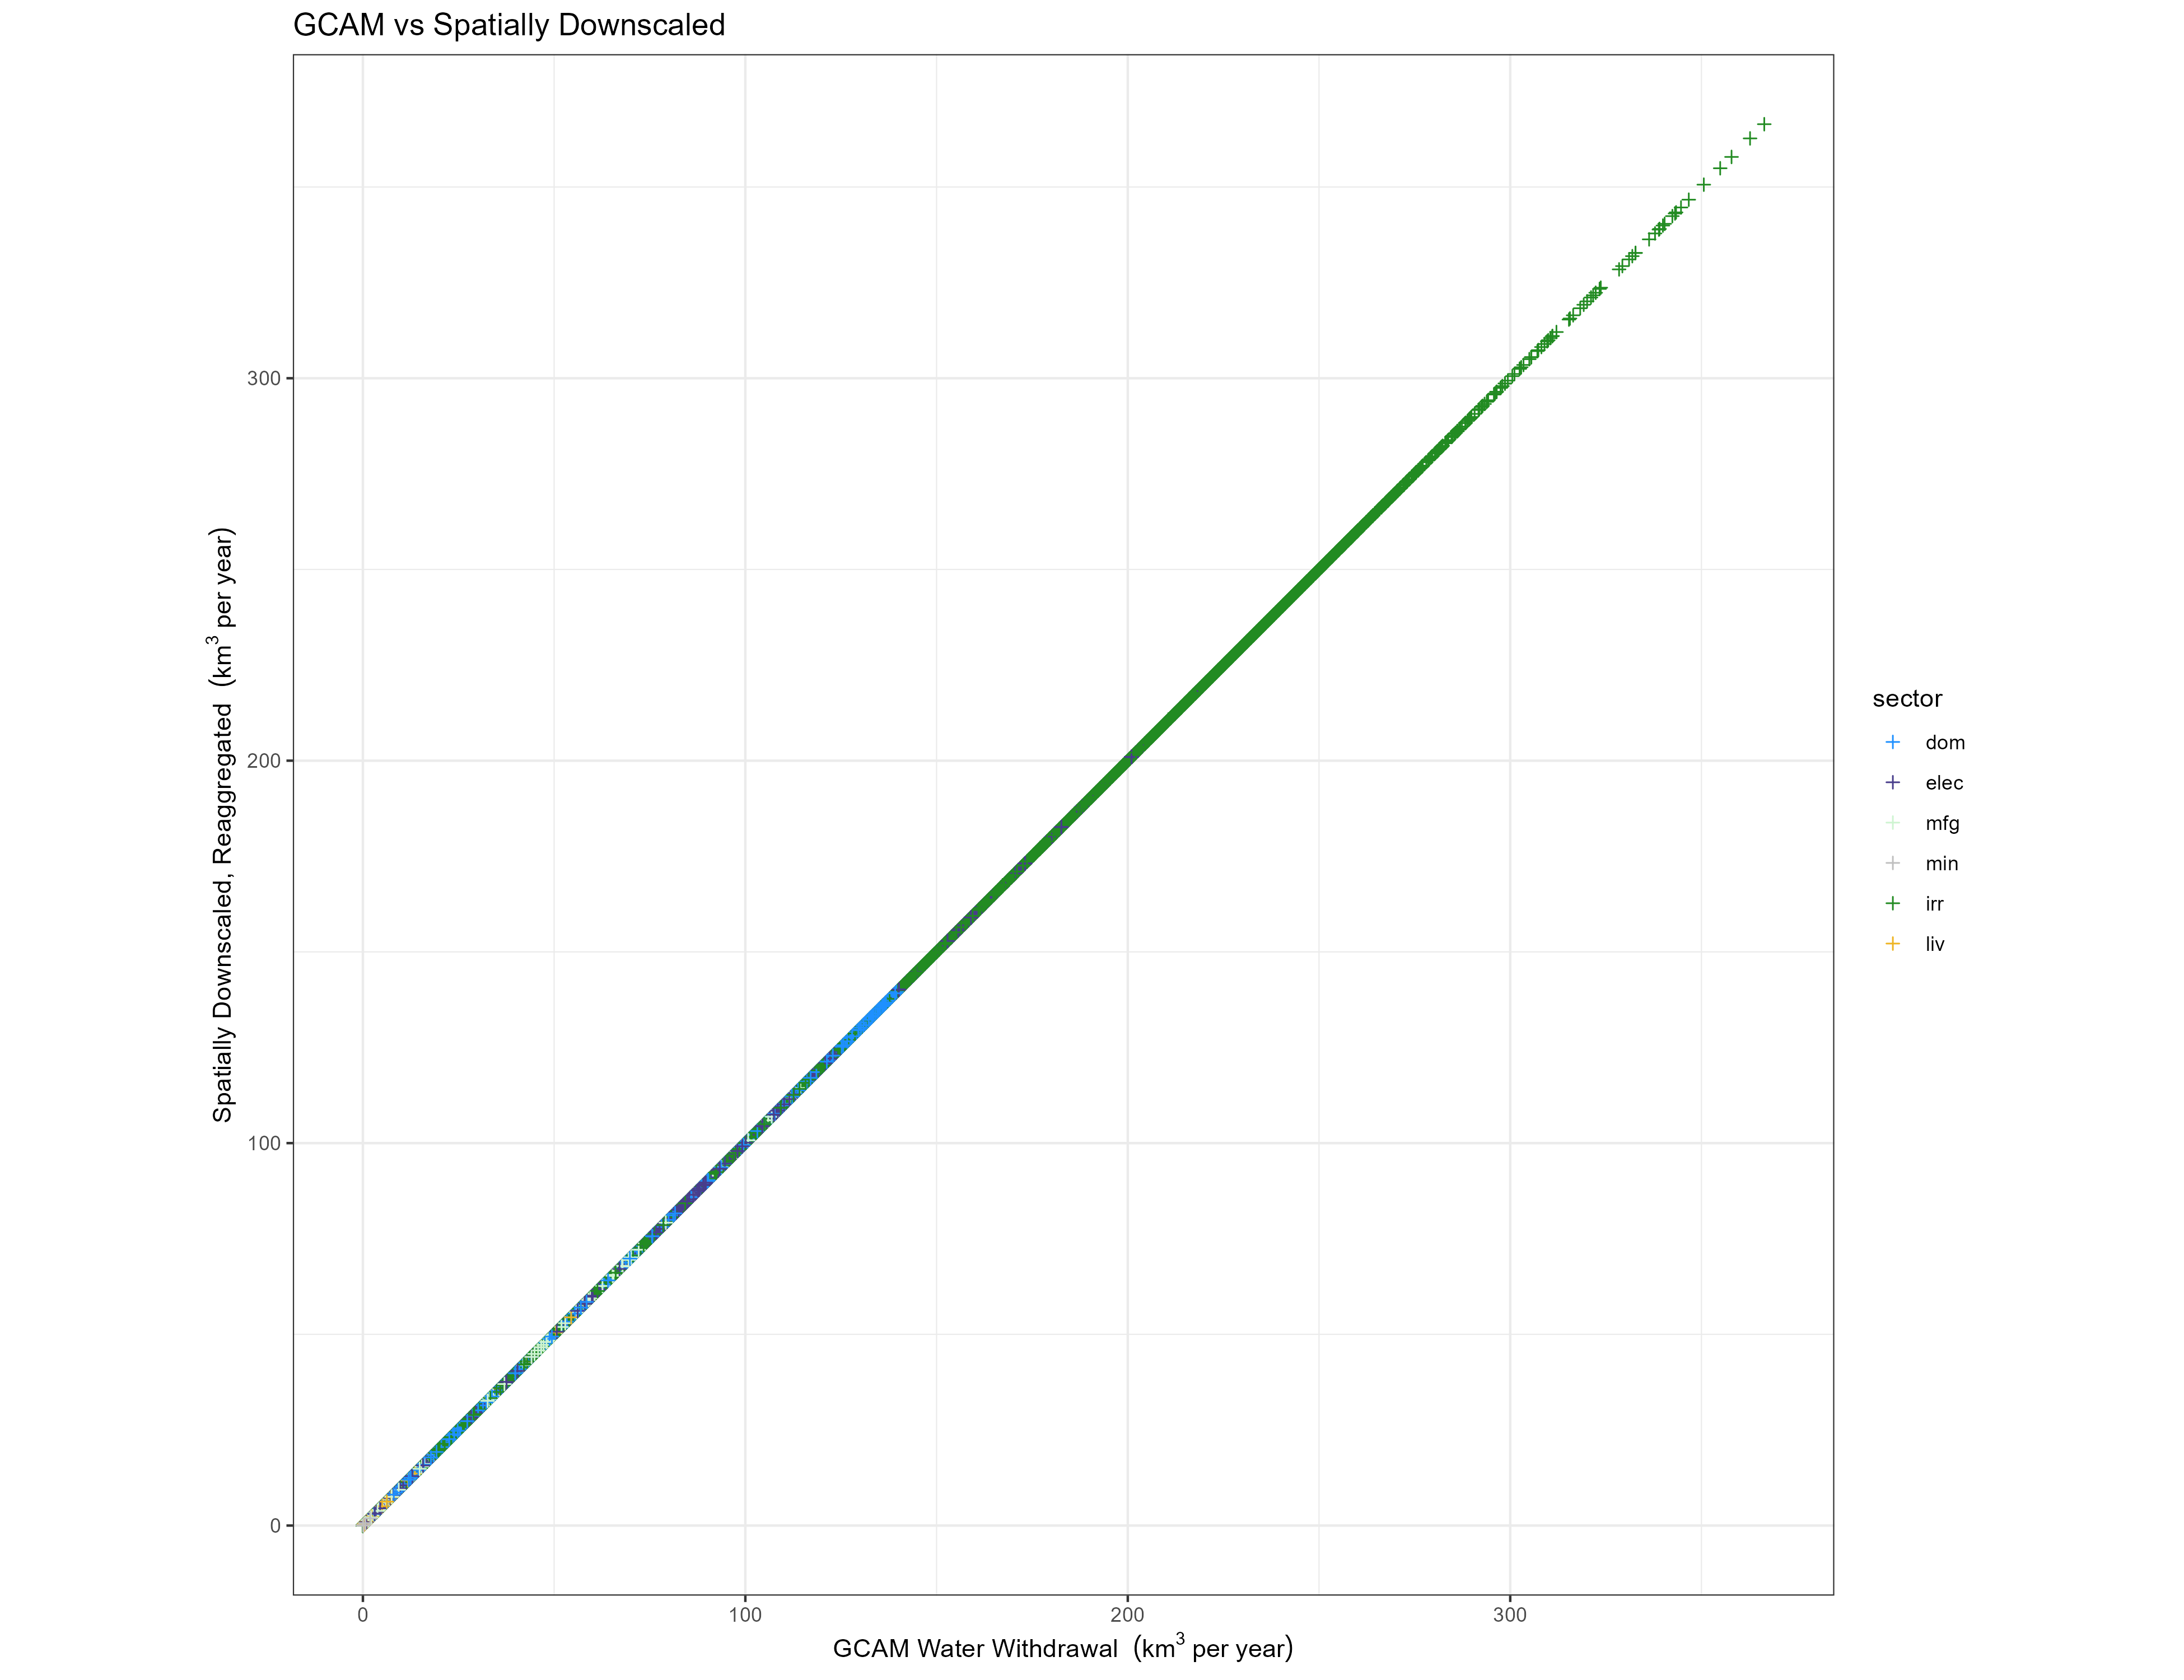 GCAM vs Spatially Downscaled
Spatially Downscaled, Reaggregated (km³ per year)
300
200
100
0
0 100 200 300
GCAM Water Withdrawal (km³ per year)
sector
dom
elec
mfg
min
irr
liv